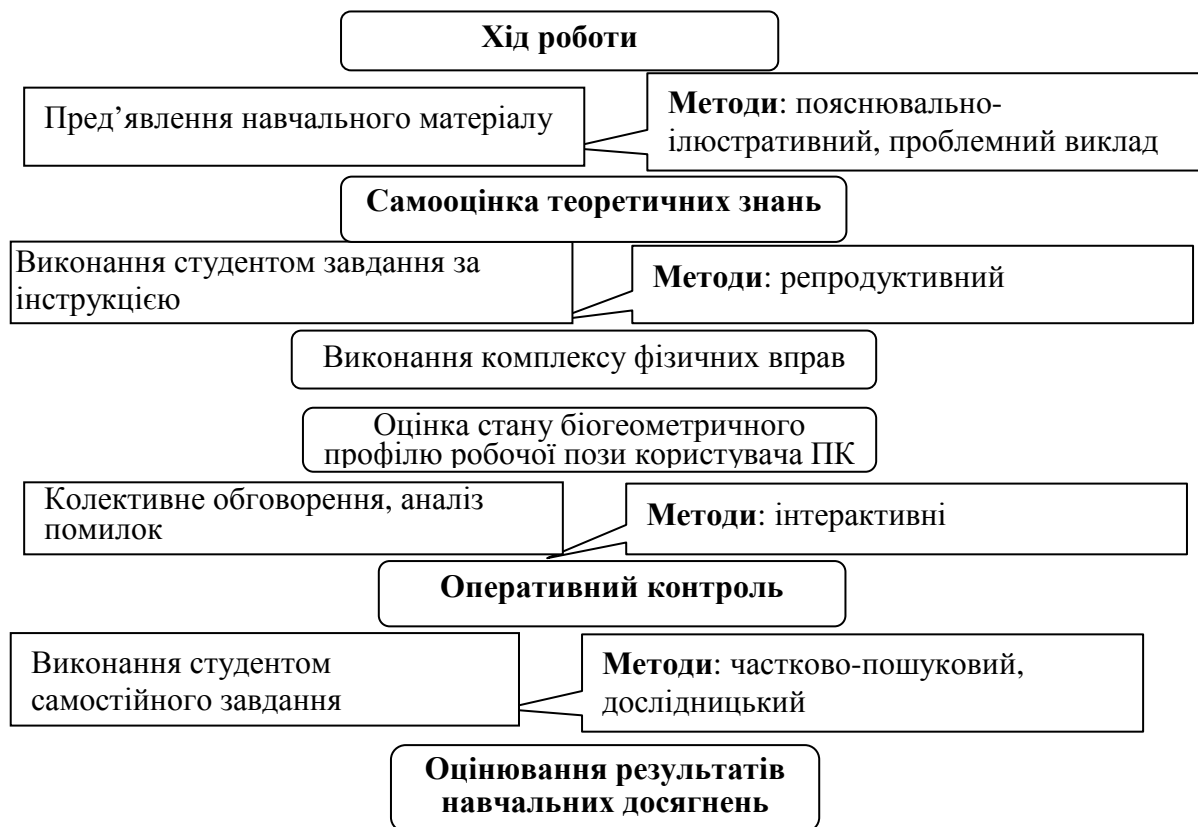 Хід роботи
Пред’явлення навчального матеріалу
Методи: пояснювально-
ілюстративний, проблемний виклад
Самооцінка теоретичних знань
Виконання студентом завдання за
інструкцією
Методи: репродуктивний
Виконання комплексу фізичних вправ
Оцінка стану біогеометричного
профілю робочої пози користувача ПК
Колективне обговорення, аналіз
помилок
Методи: інтерактивні
Оперативний контроль
Виконання студентом
самостійного завдання
Методи: частково-пошуковий,
дослідницький
Оцінювання результатів
навчальних досягнень